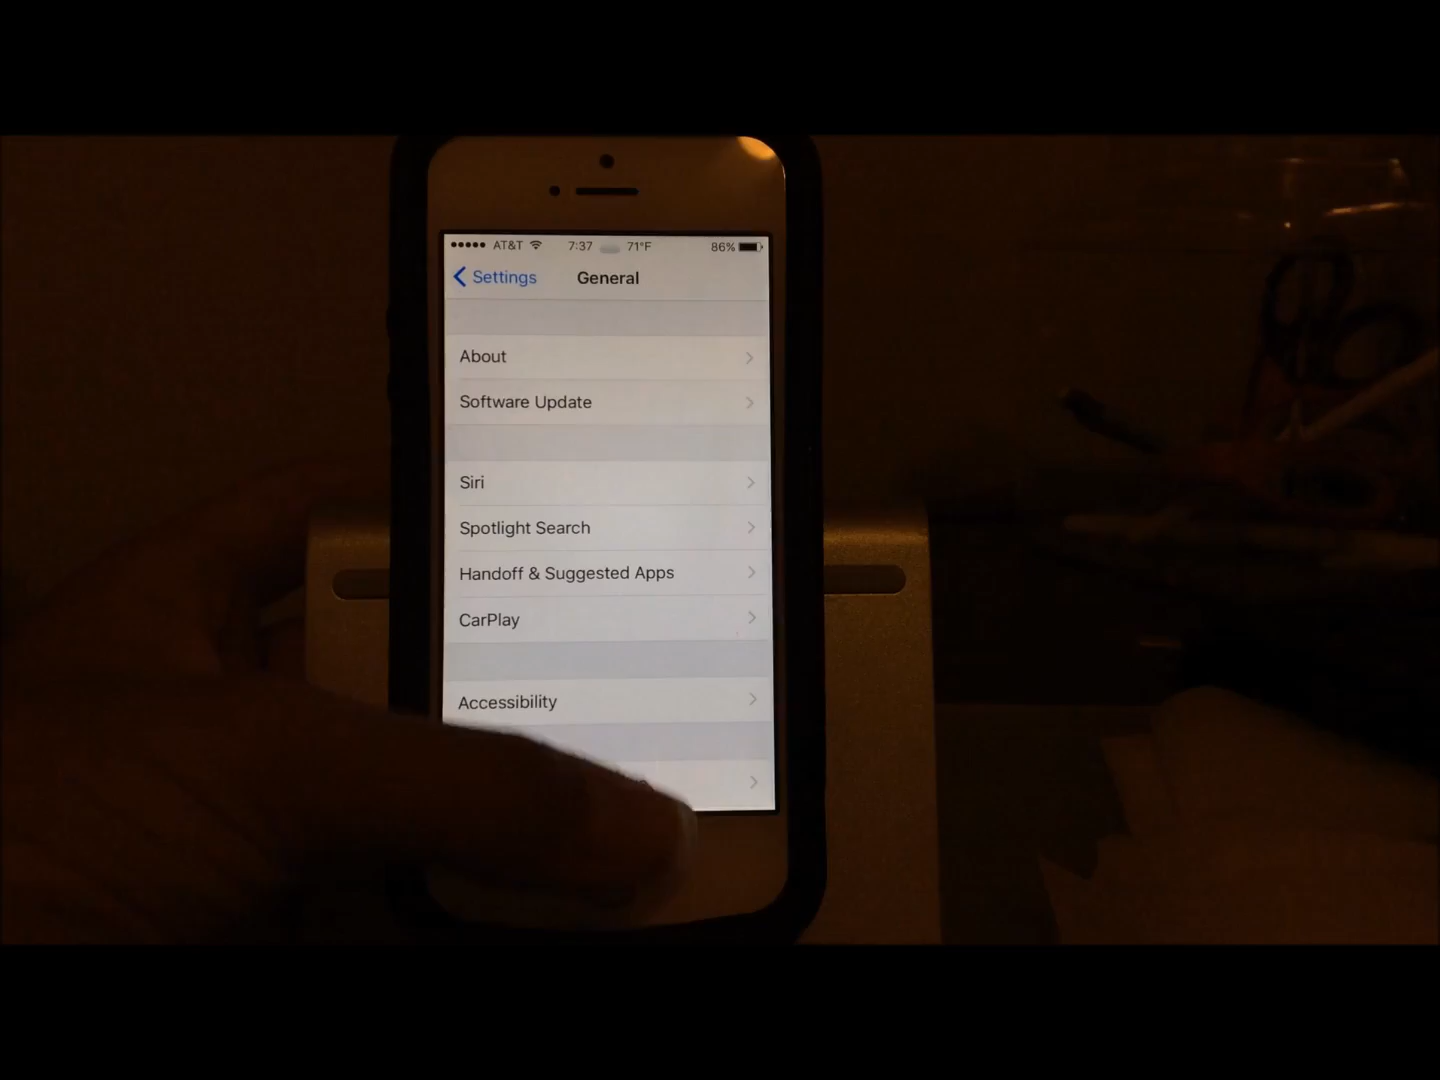 AT&T 7:37 71°F 86%
Settings General
About
Software Update
Siri
Spotlight Search
Handoff & Suggested Apps
CarPlay
Accessibility